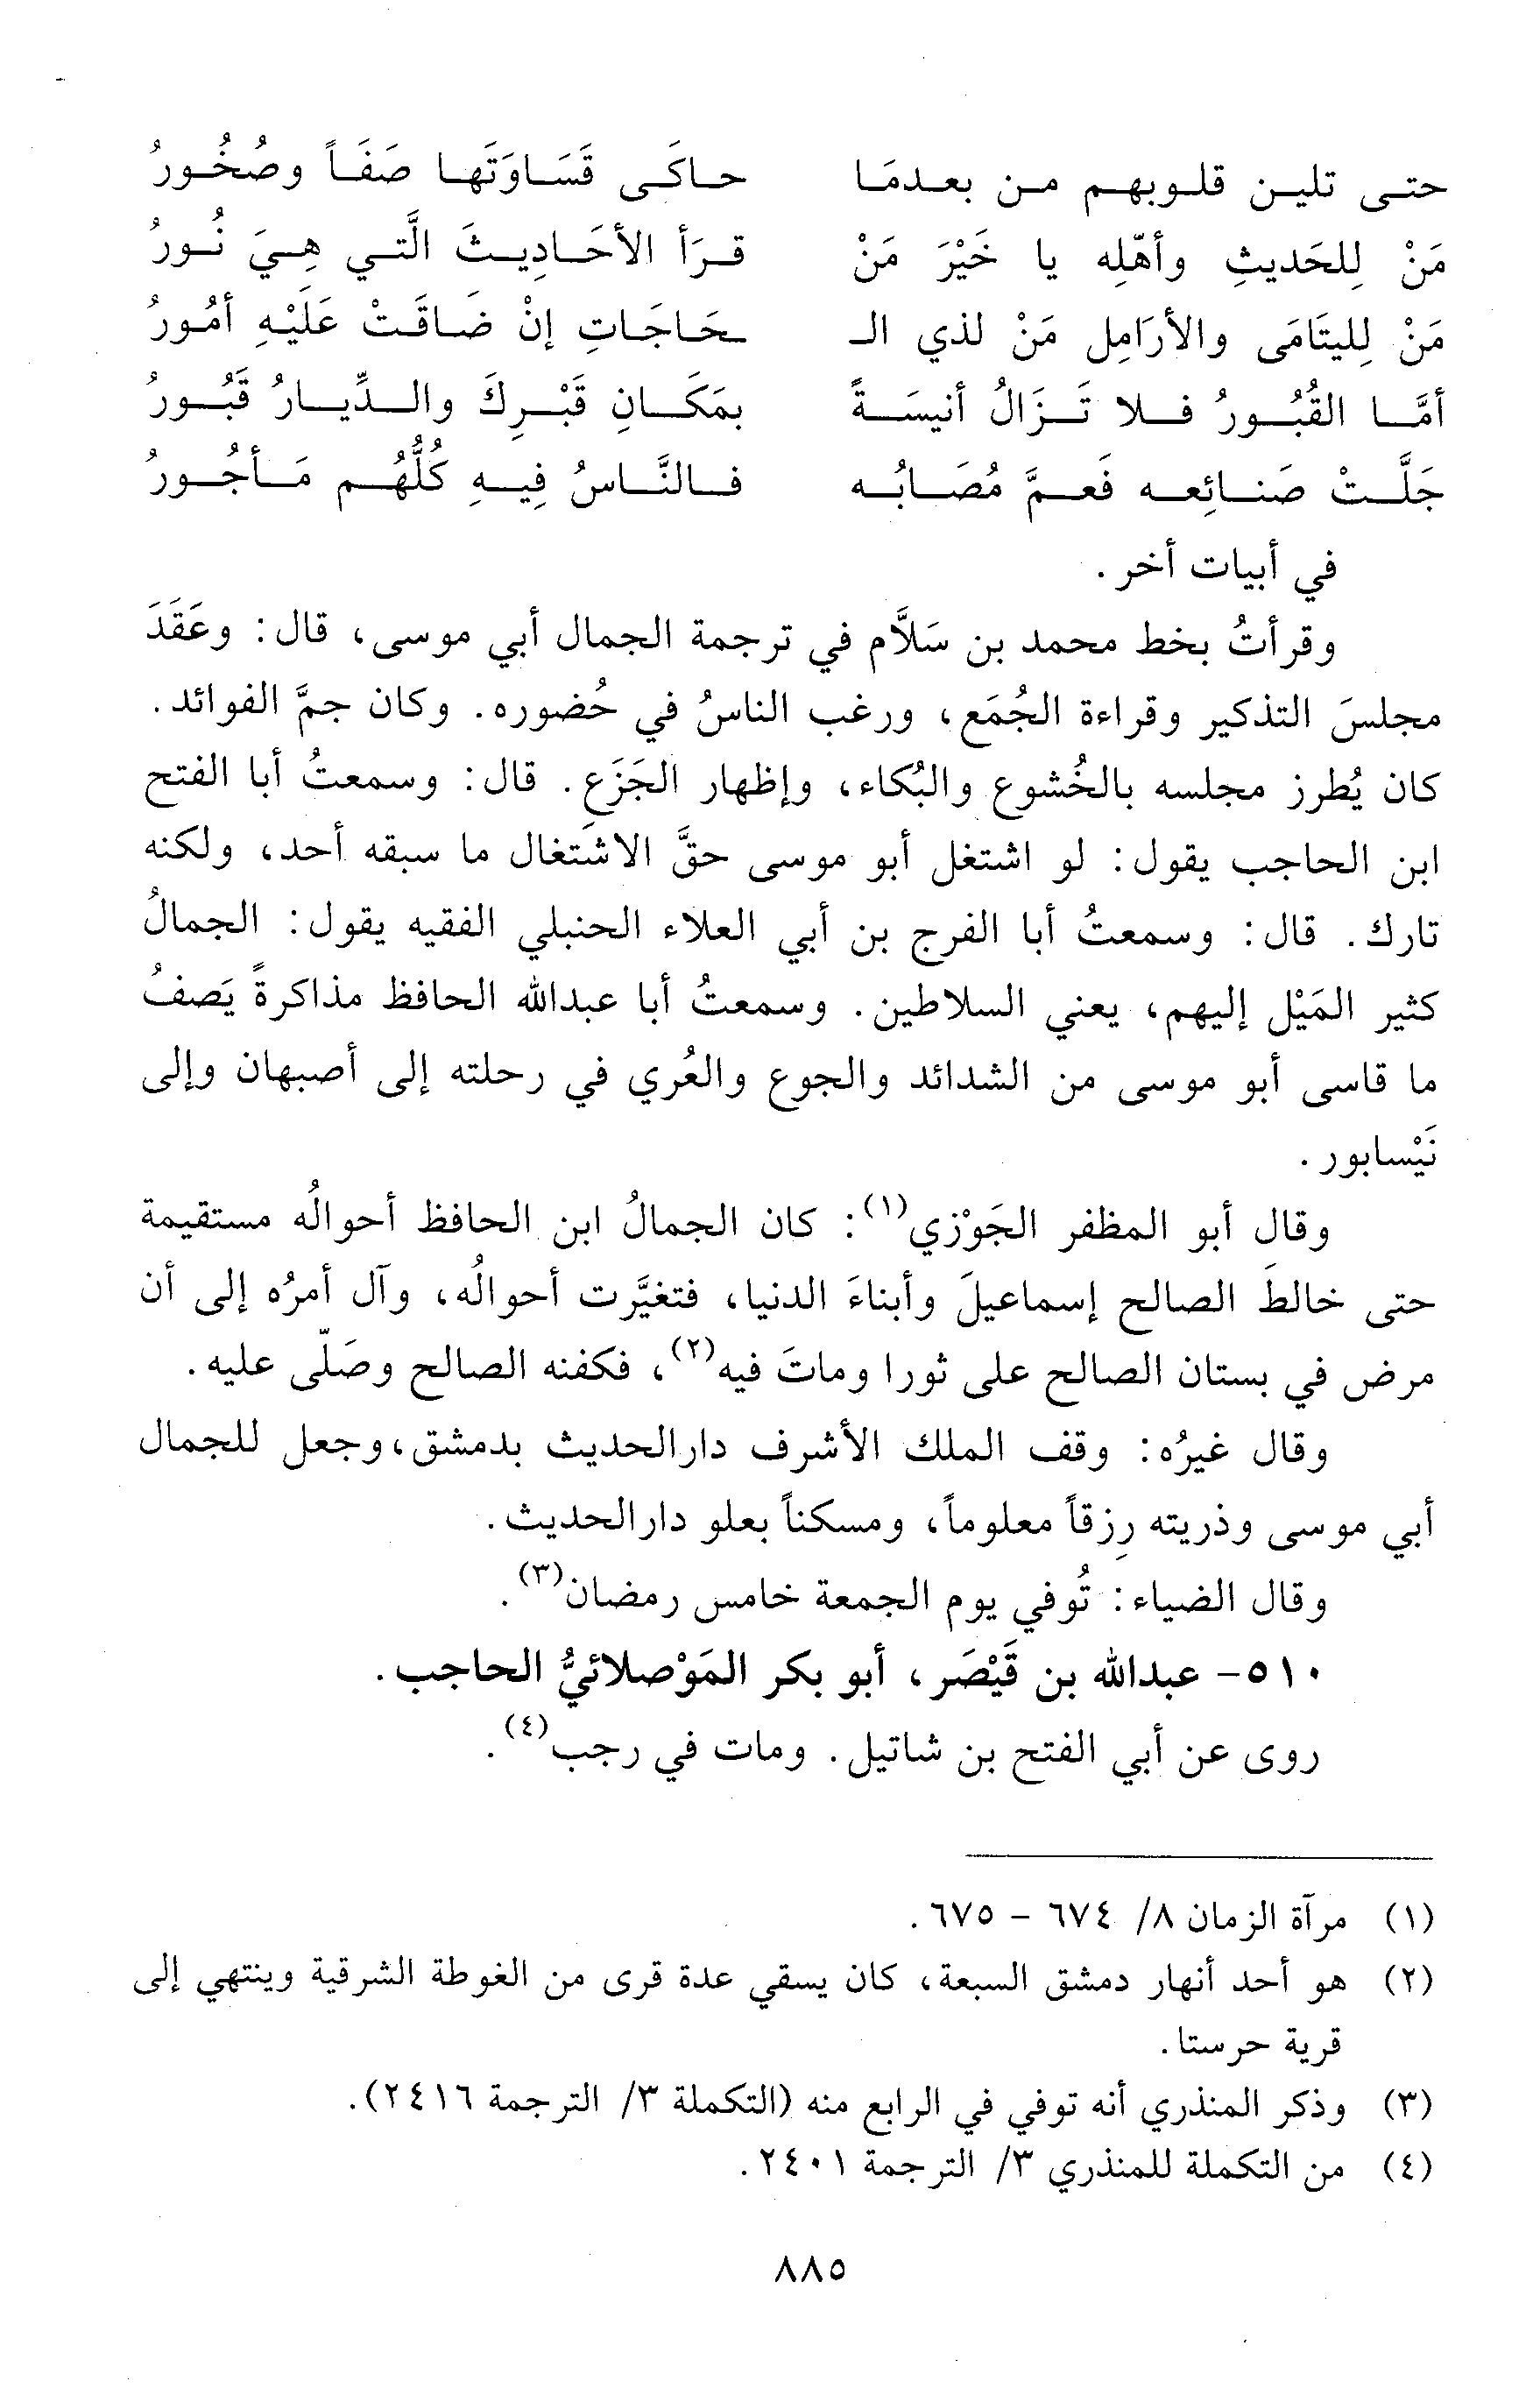 حتى تلين قلوبهم من بعدمَا حاكَى قَسَاوَتَها صَفَاً وصُخُورُ
مَنْ لِلحَديثِ وأهّلِه يا خَيْرَ مَنْ قرَأ الأحَادِيثَ الَّتي هِيَ نُورُ
مَنْ لِليتَامَى والأرَامِل مَنْ لذي الـ ـحَاجَاتِ إنْ ضَاقَتْ عَلَيْهِ أمُورُ
أمَّا القُبُورُ فلا تَزَالُ أنيسَةً بمَكَانِ قَبْرِكَ والدِّيارُ قَبُورُ
جَلَّتْ صَنائِعه فَعمَّ مُصَابُه فالنَّاسُ فِيهِ كُلُّهُم مَأجُورُ
في أبيات أخر.
وقرأتُ بخط محمد بن سَلاَّم في ترجمة الجمال أبي موسى، قال: وعَقَدَ
مجلسَ التذكير وقراءة الجُمَع، ورغب الناسُ في حُضوره. وكان جمَّ الفوائد.
كان يُطرز مجلسه بالخُشوع والبُكاء، وإظهار الجَزَعِ. قال: وسمعتُ أبا الفتح
ابن الحاجب يقول: لو اشتغل أبو موسى حقَّ الاشتغال ما سبقه أحد، ولكنه
تارك. قال: وسمعتُ أبا الفرج بن أبي العلاء الحنبلي الفقيه يقول: الجمالُ
كثير المَيْل إليهم، يعني السلاطين. وسمعتُ أبا عبدالله الحافظ مذاكرةً يَصفُ
ما قاسى أبو موسى من الشدائد والجوع والعُري في رحلته إلى أصبهان وإلى
نَيْسابور.
وقال أبو المظفر الجَوْزي(١): كان الجمالُ ابن الحافظ أحوالُه مستقيمة
حتى خالطَ الصالح إسماعيلَ وأبناءَ الدنيا، فتغيَّرت أحوالُه، وآل أمرُه إلى أن
مرض في بستان الصالح على ثورا وماتَ فيه(٢)، فكفنه الصالح وصَلّى عليه.
وقال غيرُه: وقف الملك الأشرف دارالحديث بدمشق،وجعل للجمال
أبي موسى وذريته رِزقاً معلوماً، ومسكناً بعلو دارالحديث.
وقال الضياء: تُوفي يوم الجمعة خامس رمضان(٣).
٥١٠- عبدالله بن قَيْصَر، أبو بكر المَوْصلائيُّ الحاجب.
روى عن أبي الفتح بن شاتيل. ومات في رجب(٤).
(١) مرآة الزمان ٨/ ٦٧٤ - ٦٧٥.
(٢) هو أحد أنهار دمشق السبعة، كان يسقي عدة قرى من الغوطة الشرقية وينتهي إلى
قرية حرستا.
(٣) وذكر المنذري أنه توفي في الرابع منه (التكملة ٣/ الترجمة ٢٤١٦).
(٤) من التكملة للمنذري ٣/ الترجمة ٢٤٠١.
٨٨٥